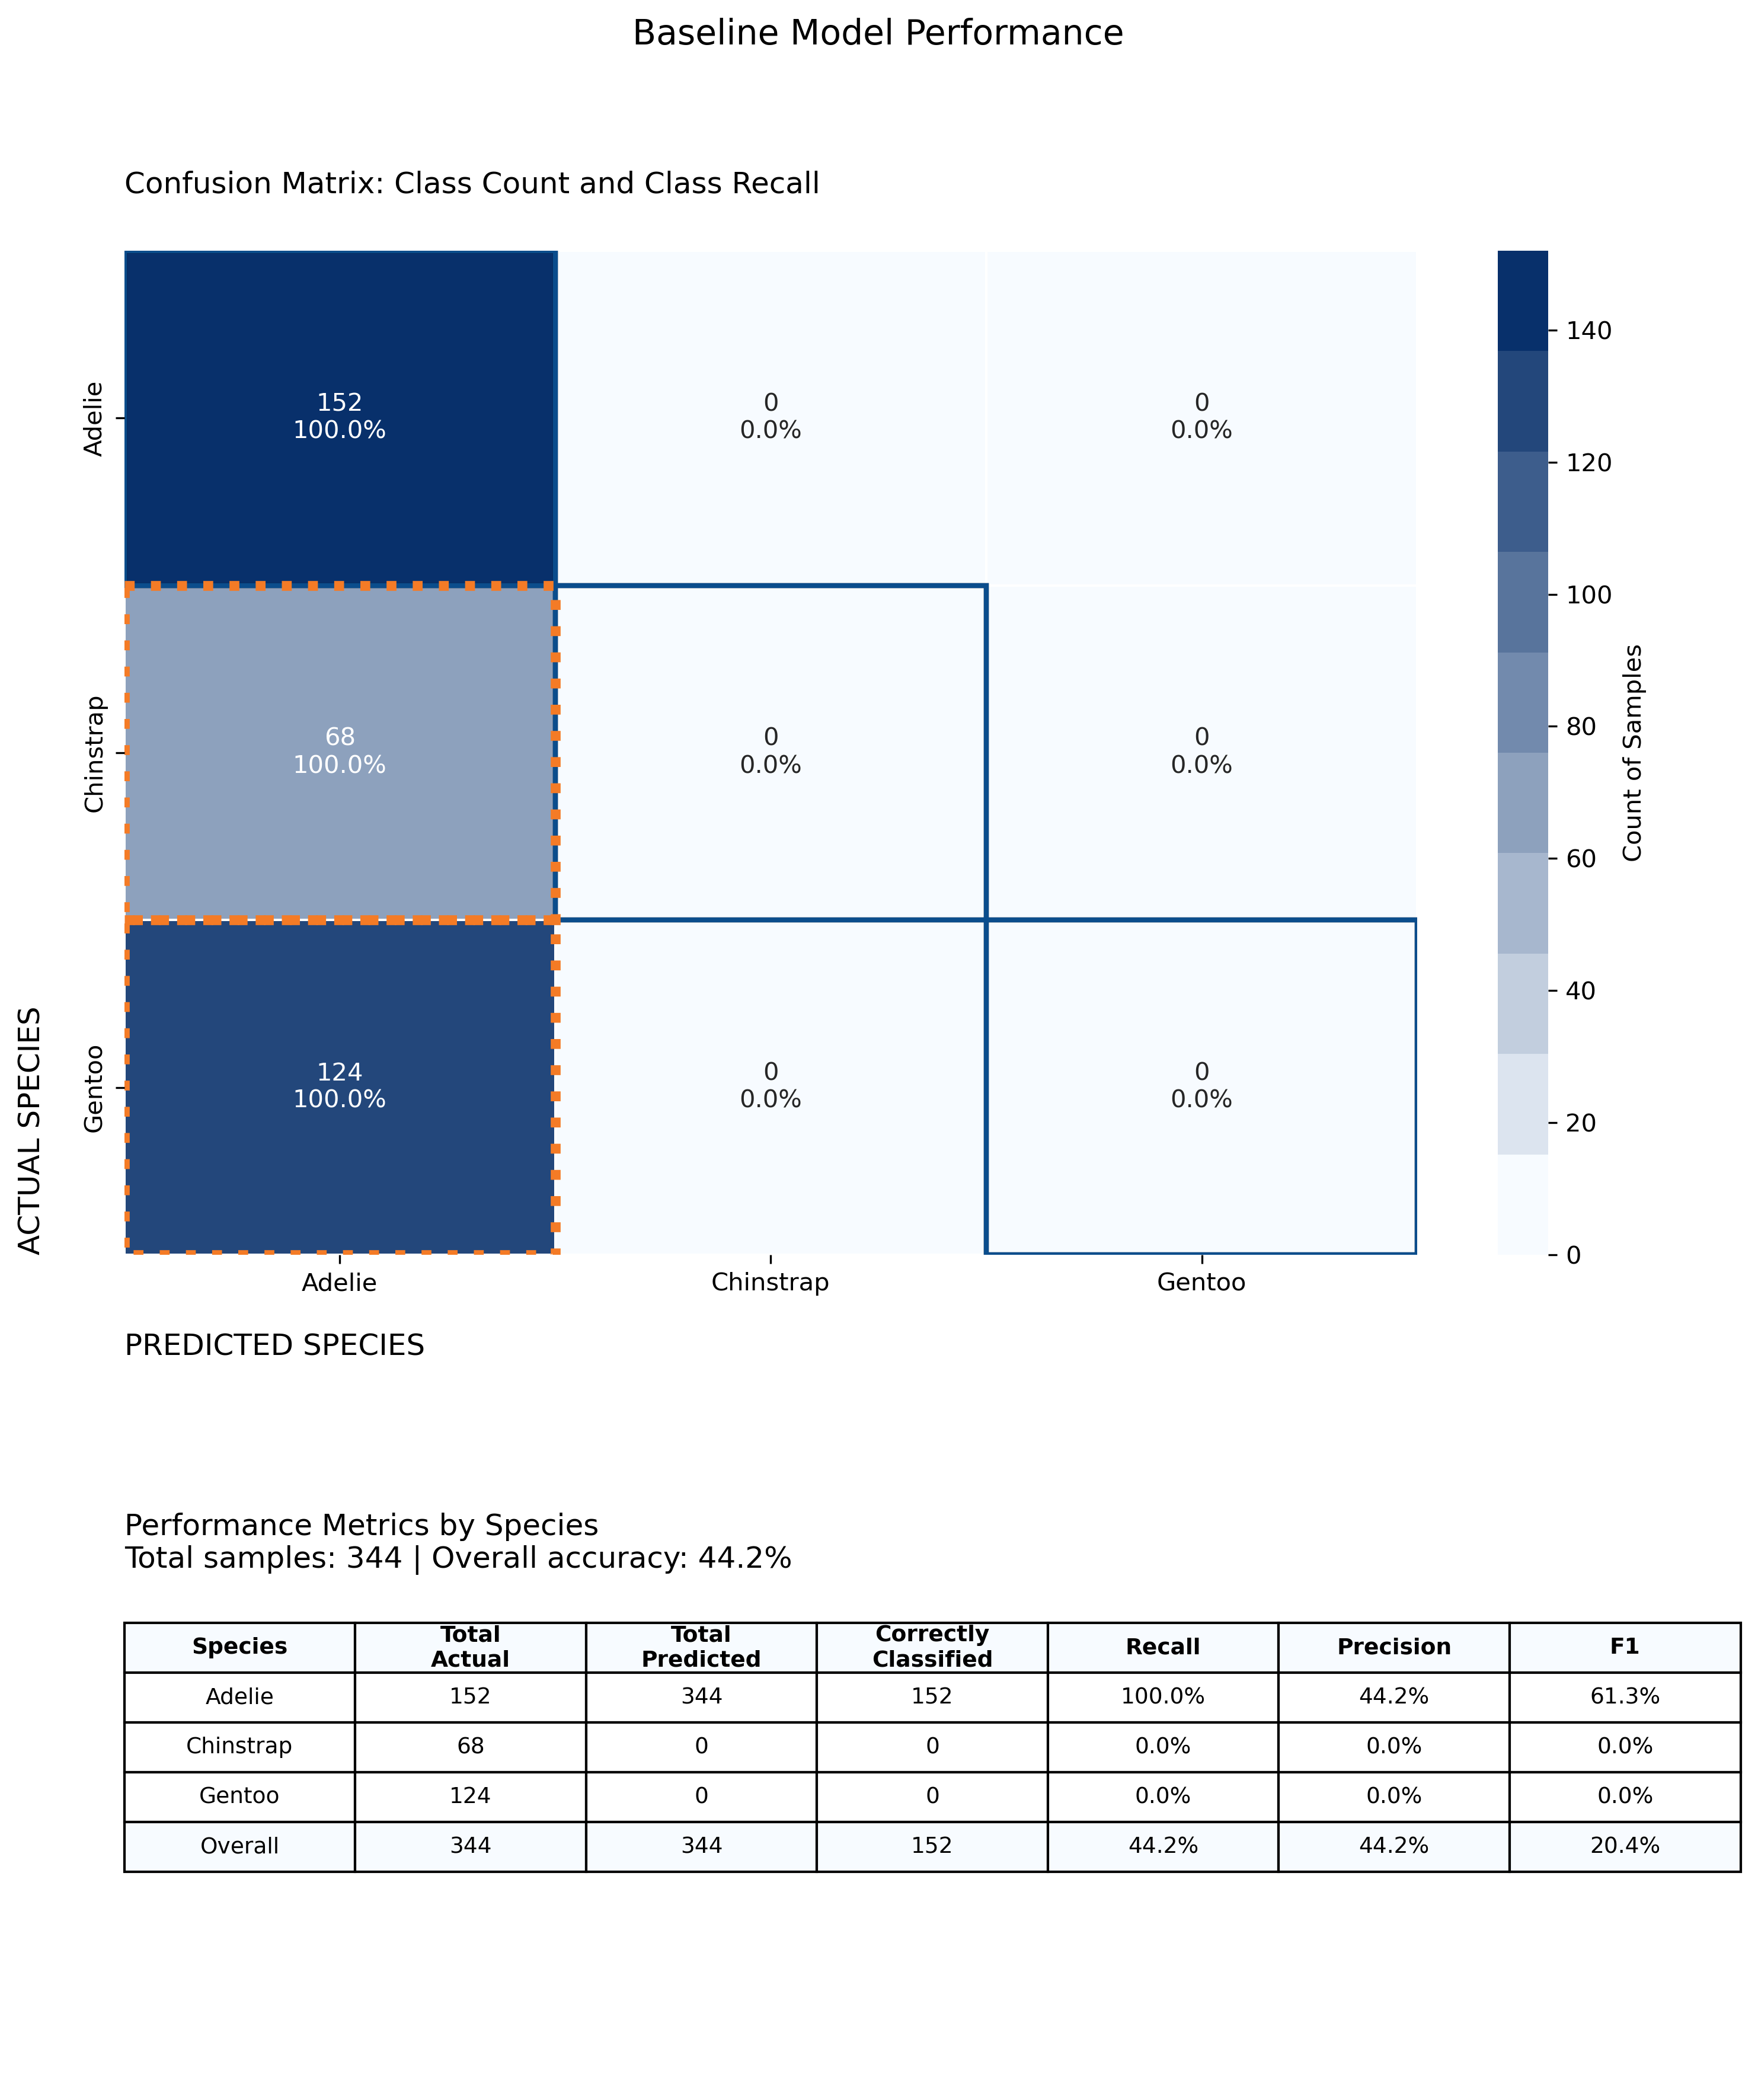 Baseline Model Performance
Confusion Matrix: Class Count and Class Recall
Adelie
152
100.0%
0
0.0%
0
0.0%
Chinstrap
68
100.0%
0
0.0%
0
0.0%
Gentoo
124
100.0%
0
0.0%
0
0.0%
ACTUAL SPECIES
Adelie Chinstrap Gentoo
PREDICTED SPECIES
140
120
100
80
60
40
20
0
Count of Samples
Performance Metrics by Species
Total samples: 344 | Overall accuracy: 44.2%
Species Total Actual Total Predicted Correctly Classified Recall Precision F1
Adelie 152 344 152 100.0% 44.2% 61.3%
Chinstrap 68 0 0 0.0% 0.0% 0.0%
Gentoo 124 0 0 0.0% 0.0% 0.0%
Overall 344 344 152 44.2% 44.2% 20.4%